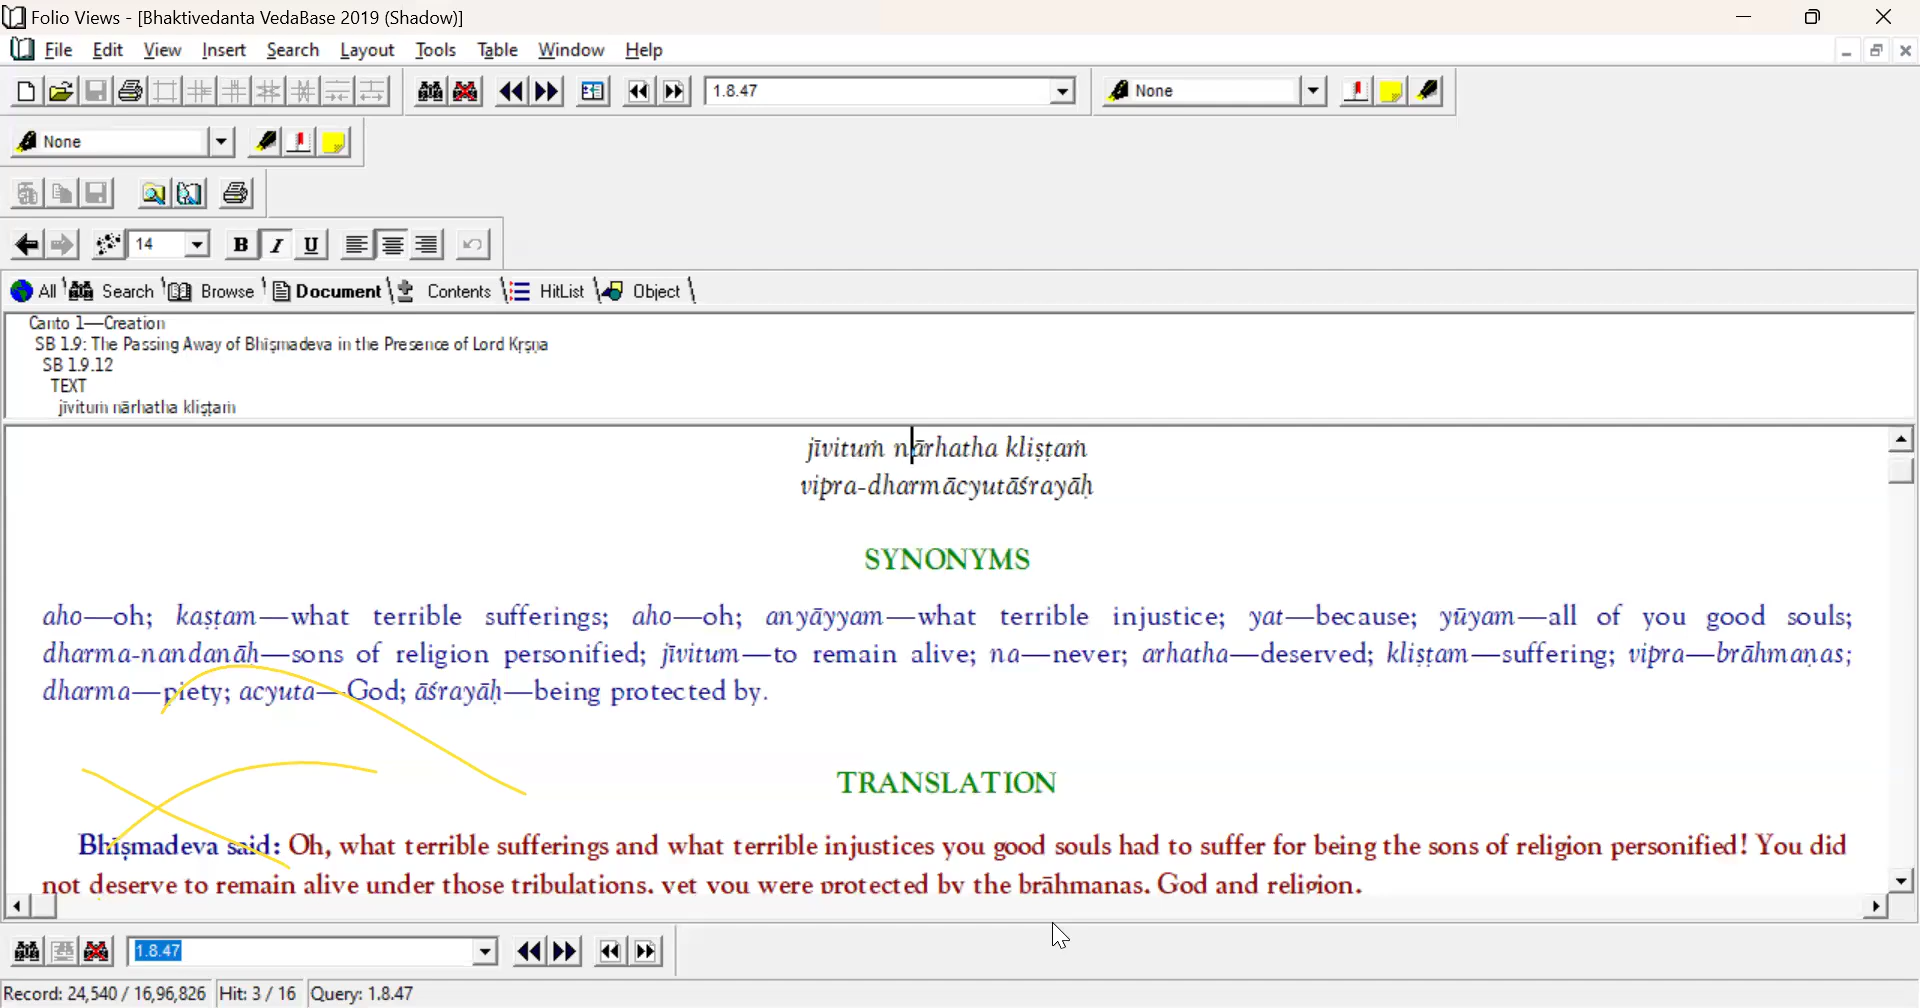 Folio Views - [Bhaktivedanta VedaBase 2019 (Shadow)]
File Edit View Insert Search Layout Tools Table Window Help
1.8.47 None
None
14 B I U
All Search Browse Document Contents HitList Object
Canto 1—Creation
SB 1.9: The Passing Away of Bhīṣmadeva in the Presence of Lord Kṛṣṇa
SB 1.9.12
TEXT
jīvituṁ nārhatha kliṣṭaṁ
jīvituṁ nārhatha kliṣṭaṁ
vipra-dharmācyutāśrayāḥ
SYNONYMS
aho—oh; kaṣṭam—what terrible sufferings; aho—oh; anyāyyam—what terrible injustice; yat—because; yūyam—all of you good souls;
dharma-nandanāḥ—sons of religion personified; jīvitum—to remain alive; na—never; arhatha—deserved; kliṣṭam—suffering; vipra—brāhmaṇas;
dharma—piety; acyuta—God; āśrayāḥ—being protected by.
TRANSLATION
Bhīṣmadeva said: Oh, what terrible sufferings and what terrible injustices you good souls had to suffer for being the sons of religion personified! You did
not deserve to remain alive under those tribulations, yet you were protected by the brāhmaṇas, God and religion.
1.8.47
Record: 24,540 / 16,96,826 Hit: 3 / 16 Query: 1.8.47